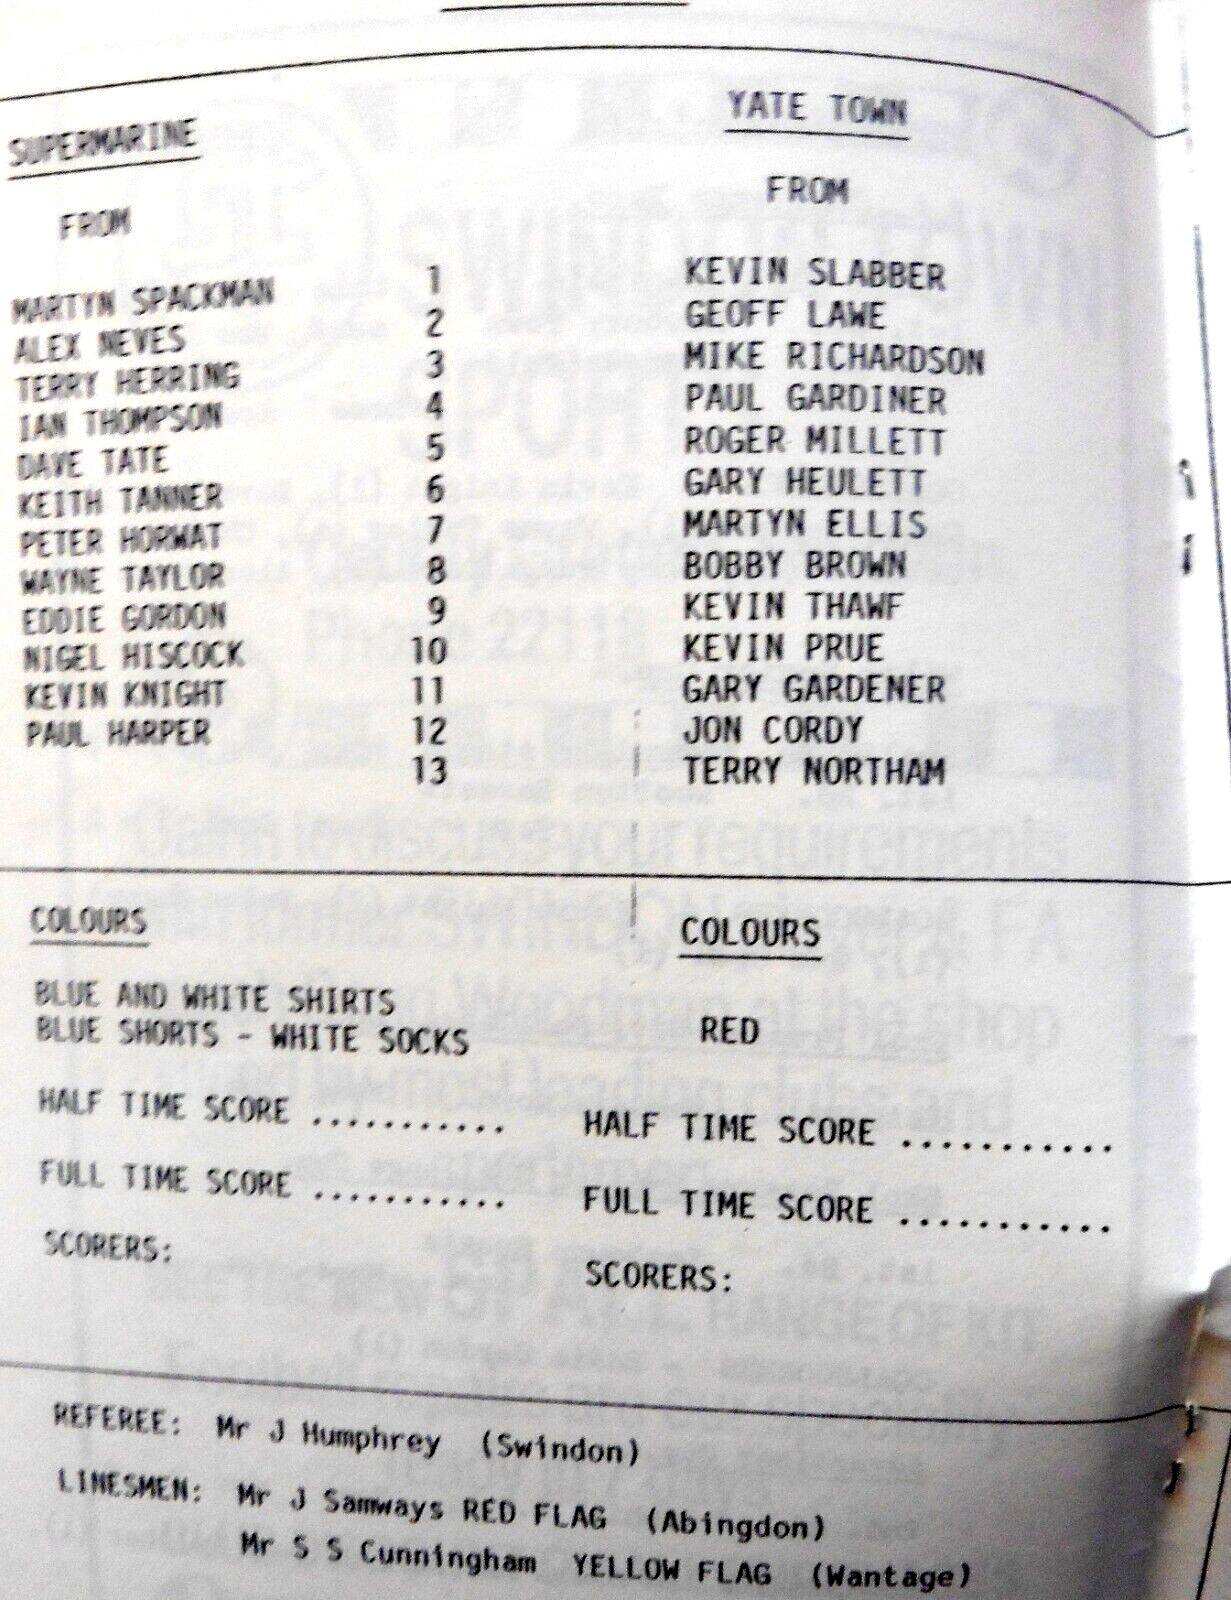 SUPERMARINE YATE TOWN
FROM FROM
MARTYN SPACKMAN 1 KEVIN SLABBER
ALEX NEVES 2 GEOFF LAWE
TERRY HERRING 3 MIKE RICHARDSON
IAN THOMPSON 4 PAUL GARDINER
DAVE TATE 5 ROGER MILLETT
KEITH TANNER 6 GARY HEULETT
PETER HORWAT 7 MARTYN ELLIS
WAYNE TAYLOR 8 BOBBY BROWN
EDDIE GORDON 9 KEVIN THAWF
NIGEL HISCOCK 10 KEVIN PRUE
KEVIN KNIGHT 11 GARY GARDENER
PAUL HARPER 12 JON CORDY
13 TERRY NORTHAM
COLOURS COLOURS
BLUE AND WHITE SHIRTS
BLUE SHORTS - WHITE SOCKS RED
HALF TIME SCORE ........... HALF TIME SCORE ...........
FULL TIME SCORE ........... FULL TIME SCORE ...........
SCORERS: SCORERS:
REFEREE: Mr J Humphrey (Swindon)
LINESMEN: Mr J Samways RED FLAG (Abingdon)
Mr S S Cunningham YELLOW FLAG (Wantage)